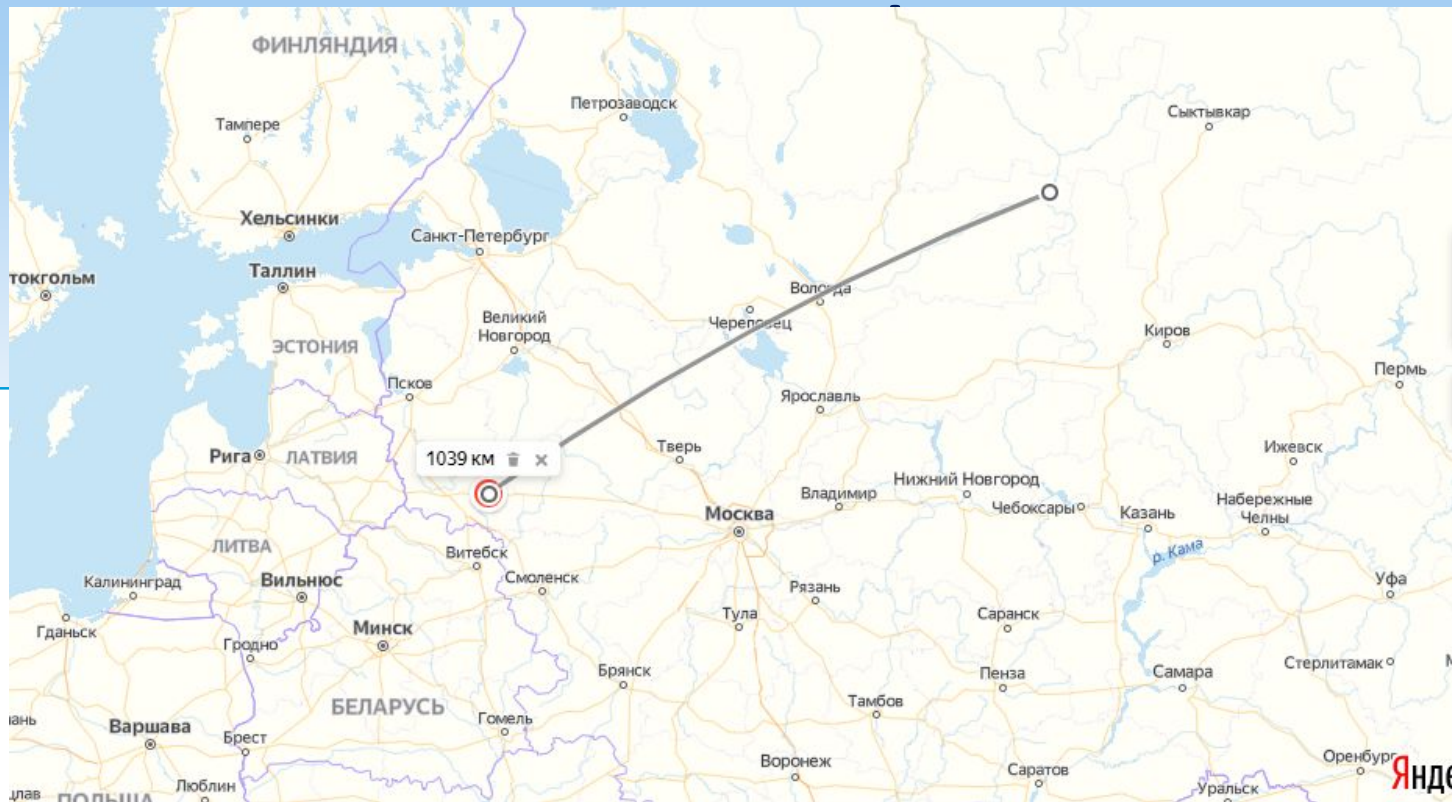 ФИНЛЯНДИЯ
Петрозаводск
Сыктывкар
Тампере
Хельсинки
Санкт-Петербург
Таллин
токгольм
Вологда
Великий
Новгород
Череповец
Киров
ЭСТОНИЯ
Пермь
Псков
Ярославль
Тверь
Ижевск
Рига
ЛАТВИЯ
1039 км
Нижний Новгород
Владимир
Набережные
Челны
Чебоксары
Казань
Москва
ЛИТВА
Витебск
р. Кама
Калининград
Вильнюс
Смоленск
Уфа
Рязань
Тула
Саранск
Гданьск
Минск
Гродно
Брянск
Пенза
Самара
Стерлитамак
БЕЛАРУСЬ
Тамбов
Гомель
ань
Варшава
Брест
Воронеж
Оренбург
Саратов
Янде
Люблин
Уральск
цлав
ПОЛЬША